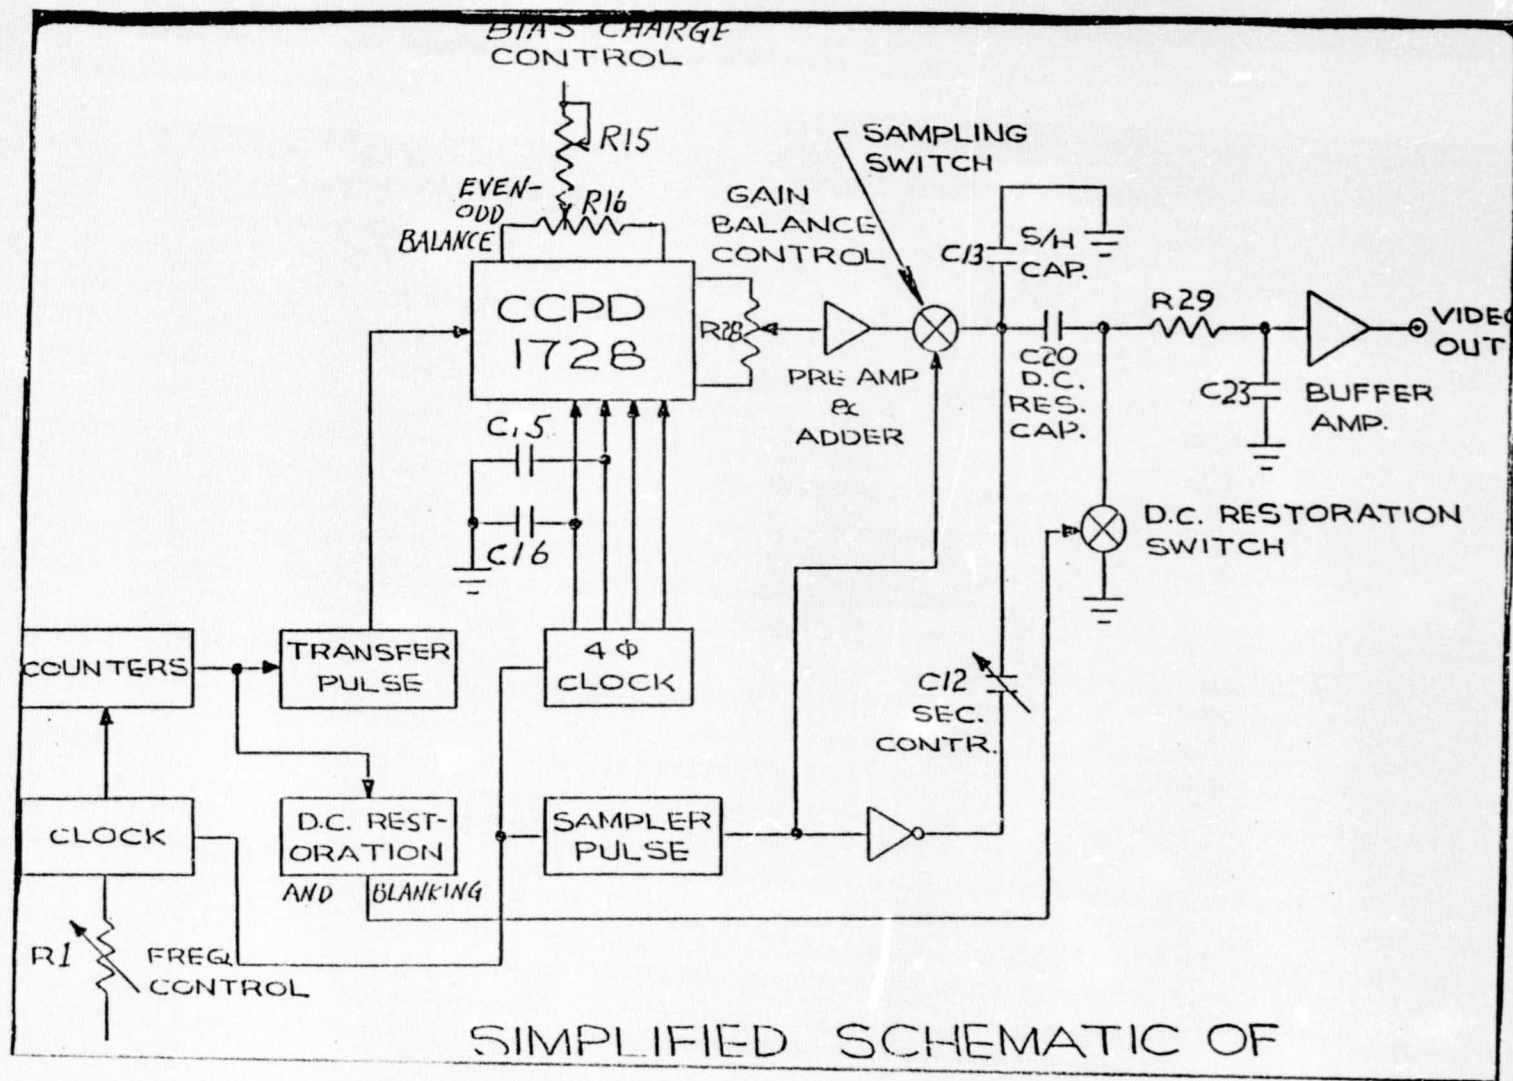 BIAS CHARGE
CONTROL
R15
EVEN-
ODD
BALANCE
R16
SAMPLING
SWITCH
GAIN
BALANCE
CONTROL
C13
S/H
CAP.
CCPD
1728
R28
R29
VIDEO
OUT
PRE AMP
&
ADDER
C20
D.C.
RES.
CAP.
C23
BUFFER
AMP.
C15
C16
D.C. RESTORATION
SWITCH
COUNTERS
TRANSFER
PULSE
4 Φ
CLOCK
C12
SEC.
CONTR.
CLOCK
D.C. REST-
ORATION
AND BLANKING
SAMPLER
PULSE
R1
FREQ
CONTROL
SIMPLIFIED SCHEMATIC OF